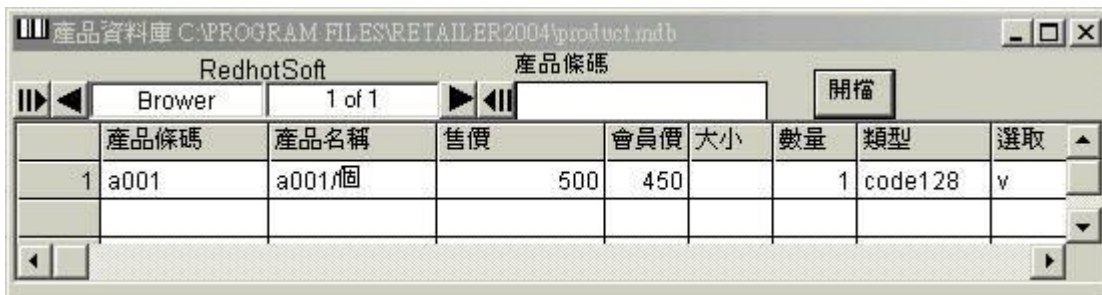 產品資料庫 C:\PROGRAM FILES\RETAILER2004\product.mdb
RedhotSoft 產品條碼
Brower 1 of 1 開檔
產品條碼 產品名稱 售價 會員價 大小 數量 類型 選取
1 a001 a001/個 500 450 1 code128 v